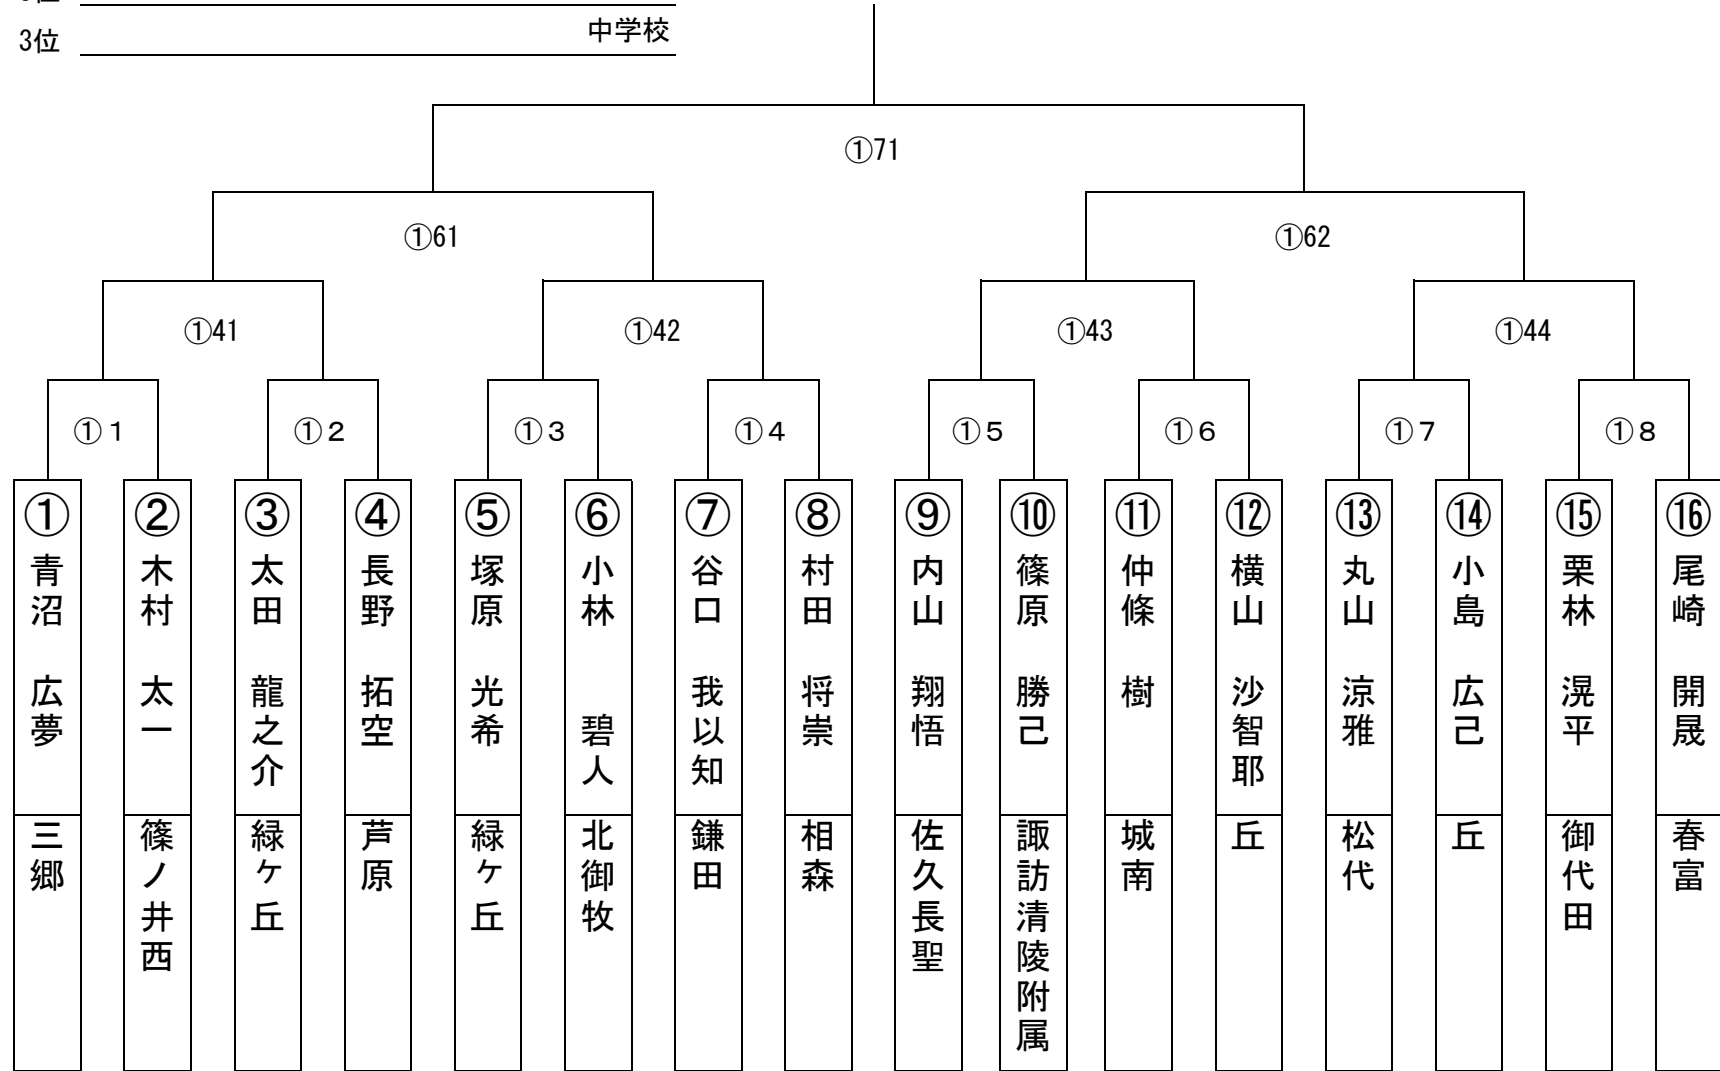 3位
中学校
①71
①61
①62
①41
①42
①43
①44
①1
①2
①3
①4
①5
①6
①7
①8
①
青沼 広夢
三郷
②
木村 太一
篠ノ井西
③
太田 龍之介
緑ケ丘
④
長野 拓空
芦原
⑤
塚原 光希
緑ケ丘
⑥
小林 碧人
北御牧
⑦
谷口 我以知
鎌田
⑧
村田 将崇
相森
⑨
内山 翔悟
佐久長聖
⑩
篠原 勝己
諏訪清陵附属
⑪
仲條 樹
城南
⑫
横山 沙智耶
丘
⑬
丸山 涼雅
松代
⑭
小島 広己
丘
⑮
栗林 滉平
御代田
⑯
尾崎 開晟
春富